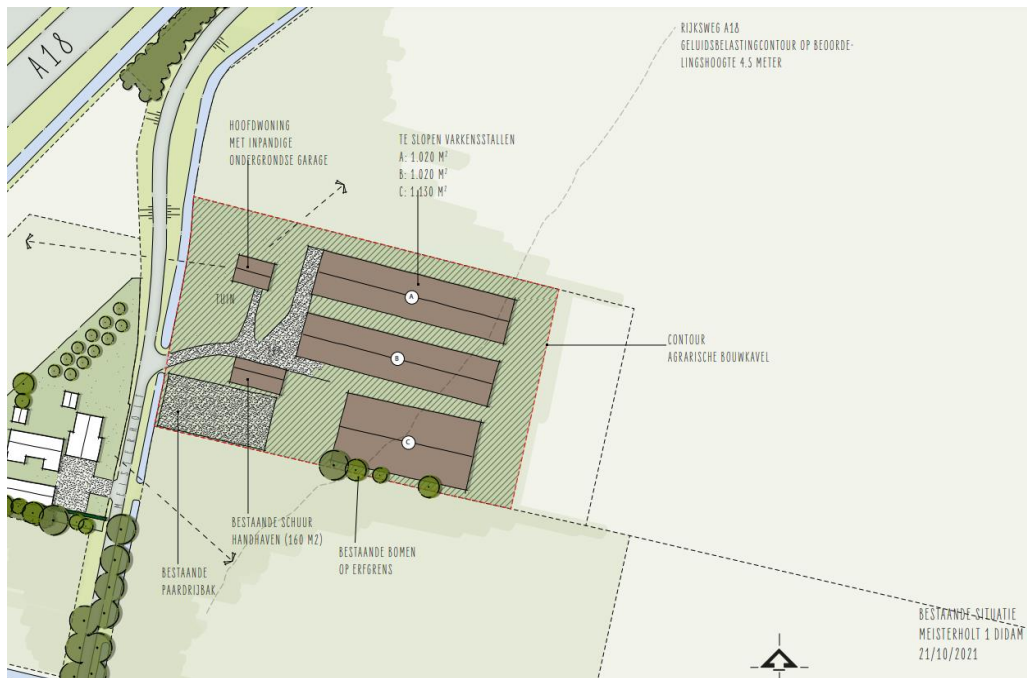 A18
RIJKSWEG A18
GELUIDSBELASTINGCONTOUR OP BEOORDE-
LINGSHOOGTE 4.5 METER
HOOFDWONING
MET INPANDIGE
ONDERGRONDSE GARAGE
TE SLOPEN VARKENSSTALLEN
A: 1.020 M²
B: 1.020 M²
C: 1.150 M²
TUIN
ERF
A
B
C
CONTOUR
AGRARISCHE BOUWKAVEL
BESTAANDE SCHUUR
HANDHAVEN (160 M2)
BESTAANDE
PAARDRIJBAK
BESTAANDE BOMEN
OP ERFGRENS
BESTAANDE SITUATIE
MEISTERHOLT 1 DIDAM
21/10/2021